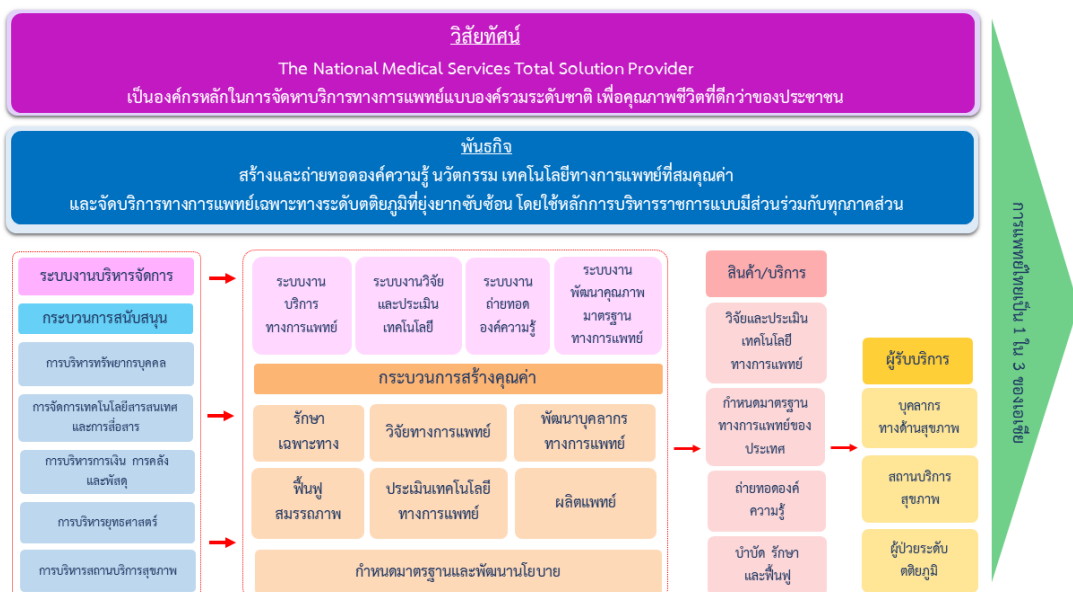 วิสัยทัศน์
The National Medical Services Total Solution Provider
เป็นองค์กรหลักในการจัดหาบริการทางการแพทย์แบบองค์รวมระดับชาติ เพื่อคุณภาพชีวิตที่ดีกว่าของประชาชน
พันธกิจ
สร้างและถ่ายทอดองค์ความรู้ นวัตกรรม เทคโนโลยีทางการแพทย์ที่สมคุณค่า
และจัดบริการทางการแพทย์เฉพาะทางระดับตติยภูมิที่ยุ่งยากซับซ้อน โดยใช้หลักการบริหารราชการแบบมีส่วนร่วมกับทุกภาคส่วน
ระบบงานบริหารจัดการ
กระบวนการสนับสนุน
การบริหารทรัพยากรบุคคล
การจัดการเทคโนโลยีสารสนเทศ
และการสื่อสาร
การบริหารการเงิน การคลัง
และพัสดุ
การบริหารยุทธศาสตร์
การบริหารสถานบริการสุขภาพ
ระบบงาน
บริการ
ทางการแพทย์
ระบบงานวิจัย
และประเมิน
เทคโนโลยี
ระบบงาน
ถ่ายทอด
องค์ความรู้
ระบบงาน
พัฒนาคุณภาพ
มาตรฐาน
ทางการแพทย์
กระบวนการสร้างคุณค่า
รักษา
เฉพาะทาง
วิจัยทางการแพทย์
พัฒนาบุคลากร
ทางการแพทย์
ฟื้นฟู
สมรรถภาพ
ประเมินเทคโนโลยี
ทางการแพทย์
ผลิตแพทย์
กำหนดมาตรฐานและพัฒนานโยบาย
สินค้า/บริการ
วิจัยและประเมิน
เทคโนโลยี
ทางการแพทย์
กำหนดมาตรฐาน
ทางการแพทย์ของ
ประเทศ
ถ่ายทอดองค์
ความรู้
บำบัด รักษา
และฟื้นฟู
ผู้รับบริการ
บุคลากร
ทางด้านสุขภาพ
สถานบริการ
สุขภาพ
ผู้ป่วยระดับ
ตติยภูมิ
การแพทย์ไทยเป็น 1 ใน 3 ของเอเชีย